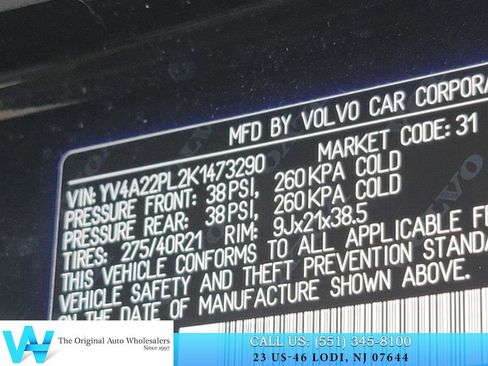 MFD BY VOLVO CAR CORPORA
MARKET CODE: 31
VIN: YV4A22PL2K1473290
PRESSURE FRONT: 38PSI, 260KPA COLD
PRESSURE REAR: 38PSI, 260KPA COLD
TIRES: 275/40R21 RIM: 9Jx21x38.5
THIS VEHICLE CONFORMS TO ALL APPLICABLE FE
VEHICLE SAFETY AND THEFT PREVENTION STANDA
ON THE DATE OF MANUFACTURE SHOWN ABOVE.
VOLVO
W
The Original Auto Wholesalers
Since 1997
CALL US: (551) 345-8100
23 US-46 LODI, NJ 07644